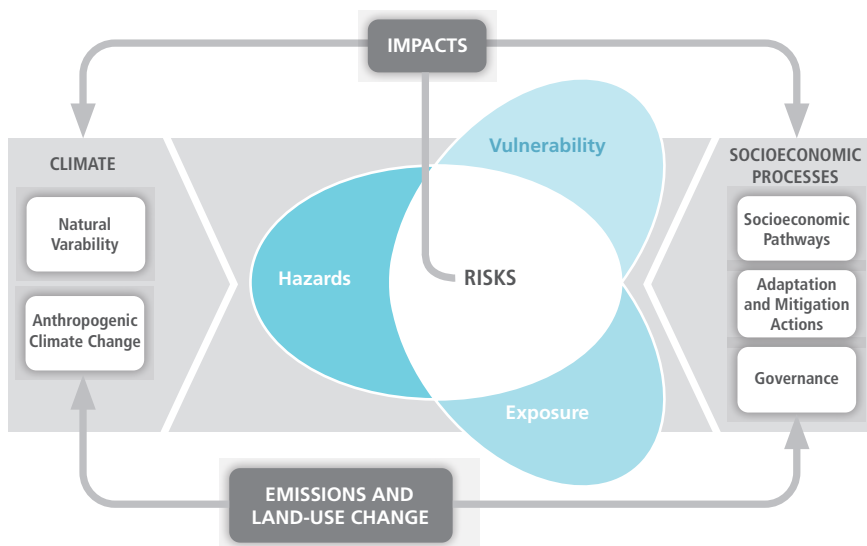 IMPACTS
CLIMATE
Natural
Varability
Anthropogenic
Climate Change
Vulnerability
Hazards
RISKS
Exposure
SOCIOECONOMIC
PROCESSES
Socioeconomic
Pathways
Adaptation
and Mitigation
Actions
Governance
EMISSIONS AND
LAND-USE CHANGE